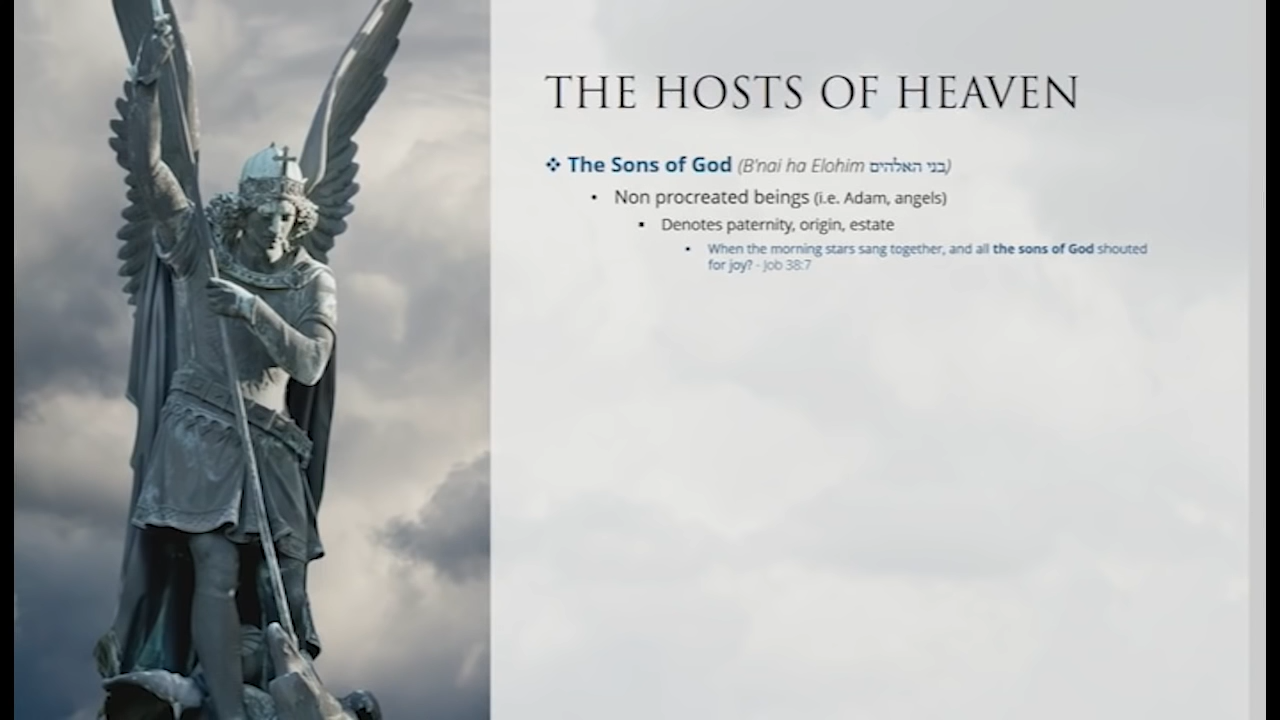 THE HOSTS OF HEAVEN
❖ The Sons of God (B'nai ha Elohim בני האלהים)
• Non procreated beings (i.e. Adam, angels)
▪ Denotes paternity, origin, estate
• When the morning stars sang together, and all the sons of God shouted
for joy? - Job 38:7